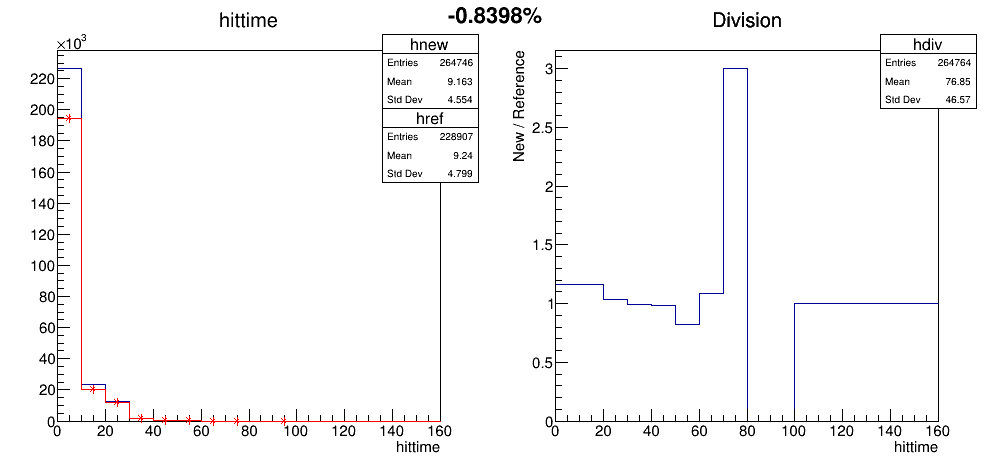 -0.8398%
hittime
×10³
220
200
180
160
140
120
100
80
60
40
20
0
0 20 40 60 80 100 120 140 160
hittime
hnew
Entries 264746
Mean 9.163
Std Dev 4.554
href
Entries 228907
Mean 9.24
Std Dev 4.799
Division
New / Reference
3
2.5
2
1.5
1
0.5
0
0 20 40 60 80 100 120 140 160
hittime
hdiv
Entries 264764
Mean 76.85
Std Dev 46.57